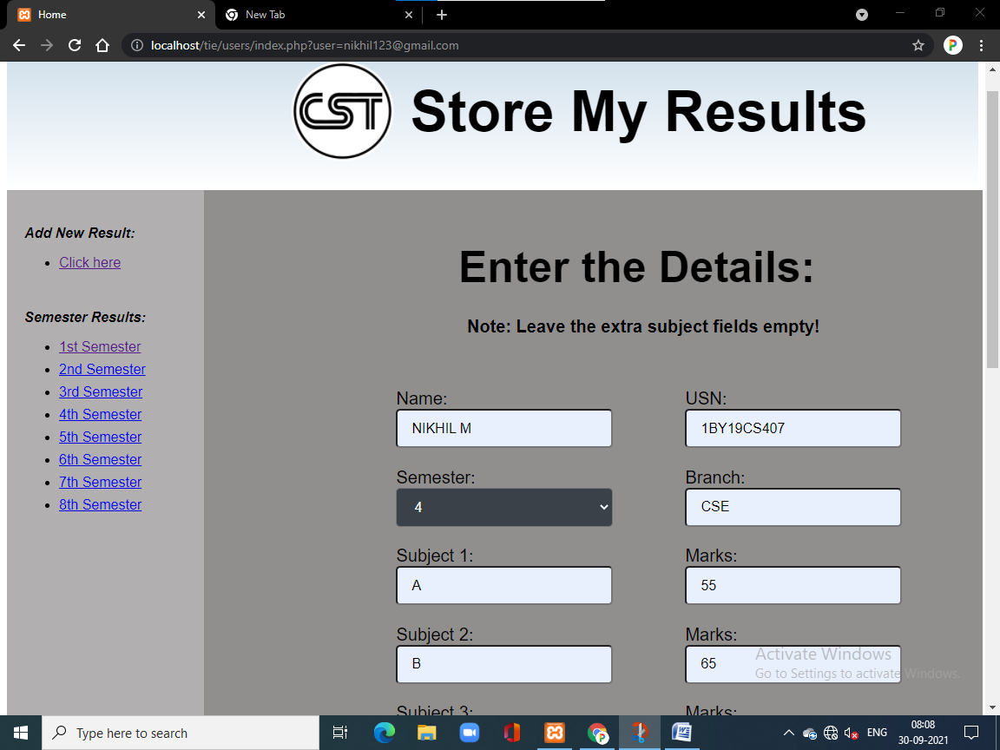 Home
New Tab
localhost/tie/users/index.php?user=nikhil123@gmail.com
P
CST
Store My Results
Add New Result:
Click here
Semester Results:
1st Semester
2nd Semester
3rd Semester
4th Semester
5th Semester
6th Semester
7th Semester
8th Semester
Enter the Details:
Note: Leave the extra subject fields empty!
Name: USN:
NIKHIL M 1BY19CS407
Semester: Branch:
4 CSE
Subject 1: Marks:
A 55
Subject 2: Marks:
B 65
Activate Windows
Go to Settings to activate Windows.
Subject 3: Marks:
Type here to search
ENG
08:08
30-09-2021